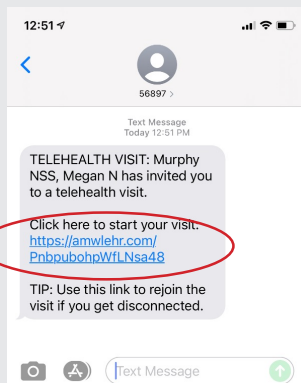 12:51
56897 >
Text Message
Today 12:51 PM
TELEHEALTH VISIT: Murphy
NSS, Megan N has invited you
to a telehealth visit.
Click here to start your visit:
https://amwlehr.com/
PnbpubohpWfLNsa48
TIP: Use this link to rejoin the
visit if you get disconnected.
Text Message